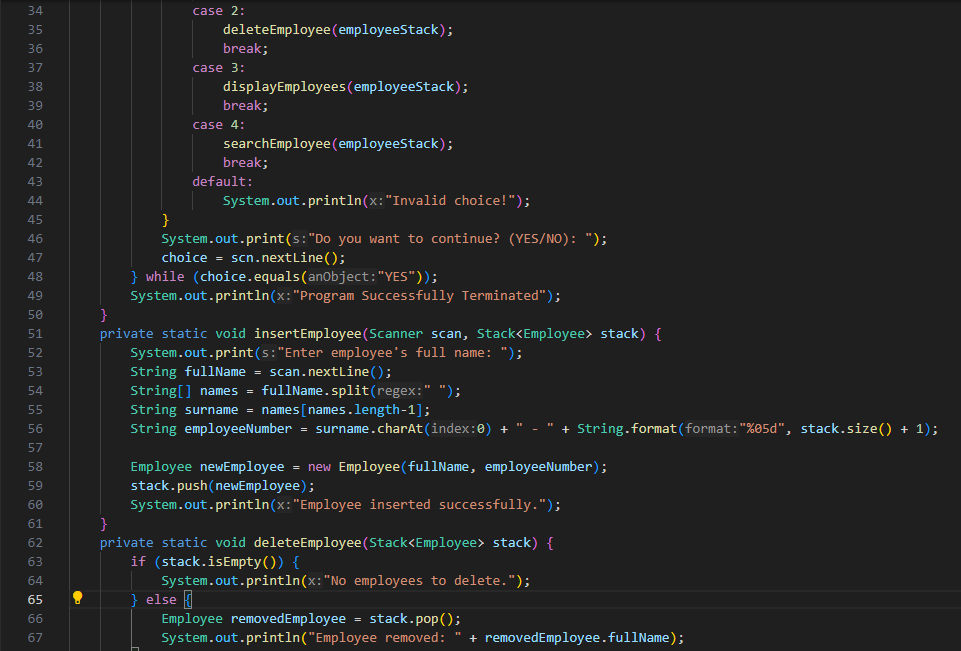 34 case 2:
35 deleteEmployee(employeeStack);
36 break;
37 case 3:
38 displayEmployees(employeeStack);
39 break;
40 case 4:
41 searchEmployee(employeeStack);
42 break;
43 default:
44 System.out.println(x:"Invalid choice!");
45 }
46 System.out.print(s:"Do you want to continue? (YES/NO): ");
47 choice = scn.nextLine();
48 } while (choice.equals(anObject:"YES"));
49 System.out.println(x:"Program Successfully Terminated");
50 }
51 private static void insertEmployee(Scanner scan, Stack<Employee> stack) {
52 System.out.print(s:"Enter employee's full name: ");
53 String fullName = scan.nextLine();
54 String[] names = fullName.split(regex:" ");
55 String surname = names[names.length-1];
56 String employeeNumber = surname.charAt(index:0) + " - " + String.format(format:"%05d", stack.size() + 1);
57
58 Employee newEmployee = new Employee(fullName, employeeNumber);
59 stack.push(newEmployee);
60 System.out.println(x:"Employee inserted successfully.");
61 }
62 private static void deleteEmployee(Stack<Employee> stack) {
63 if (stack.isEmpty()) {
64 System.out.println(x:"No employees to delete.");
65 } else {
66 Employee removedEmployee = stack.pop();
67 System.out.println("Employee removed: " + removedEmployee.fullName);